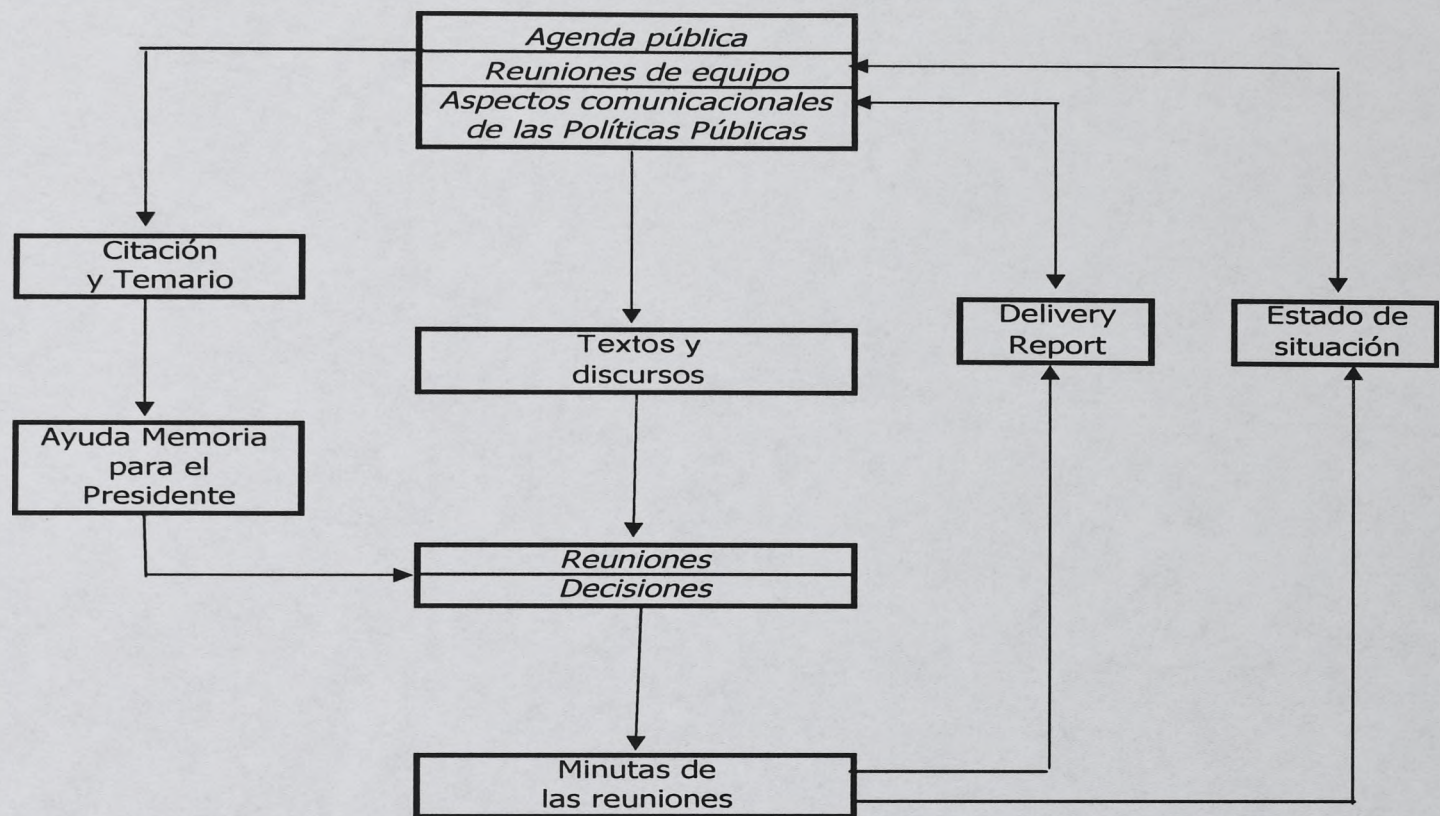 Agenda pública
Reuniones de equipo
Aspectos comunicacionales
de las Políticas Públicas
Citación
y Temario
Textos y
discursos
Delivery
Report
Estado de
situación
Ayuda Memoria
para el
Presidente
Reuniones
Decisiones
Minutas de
las reuniones